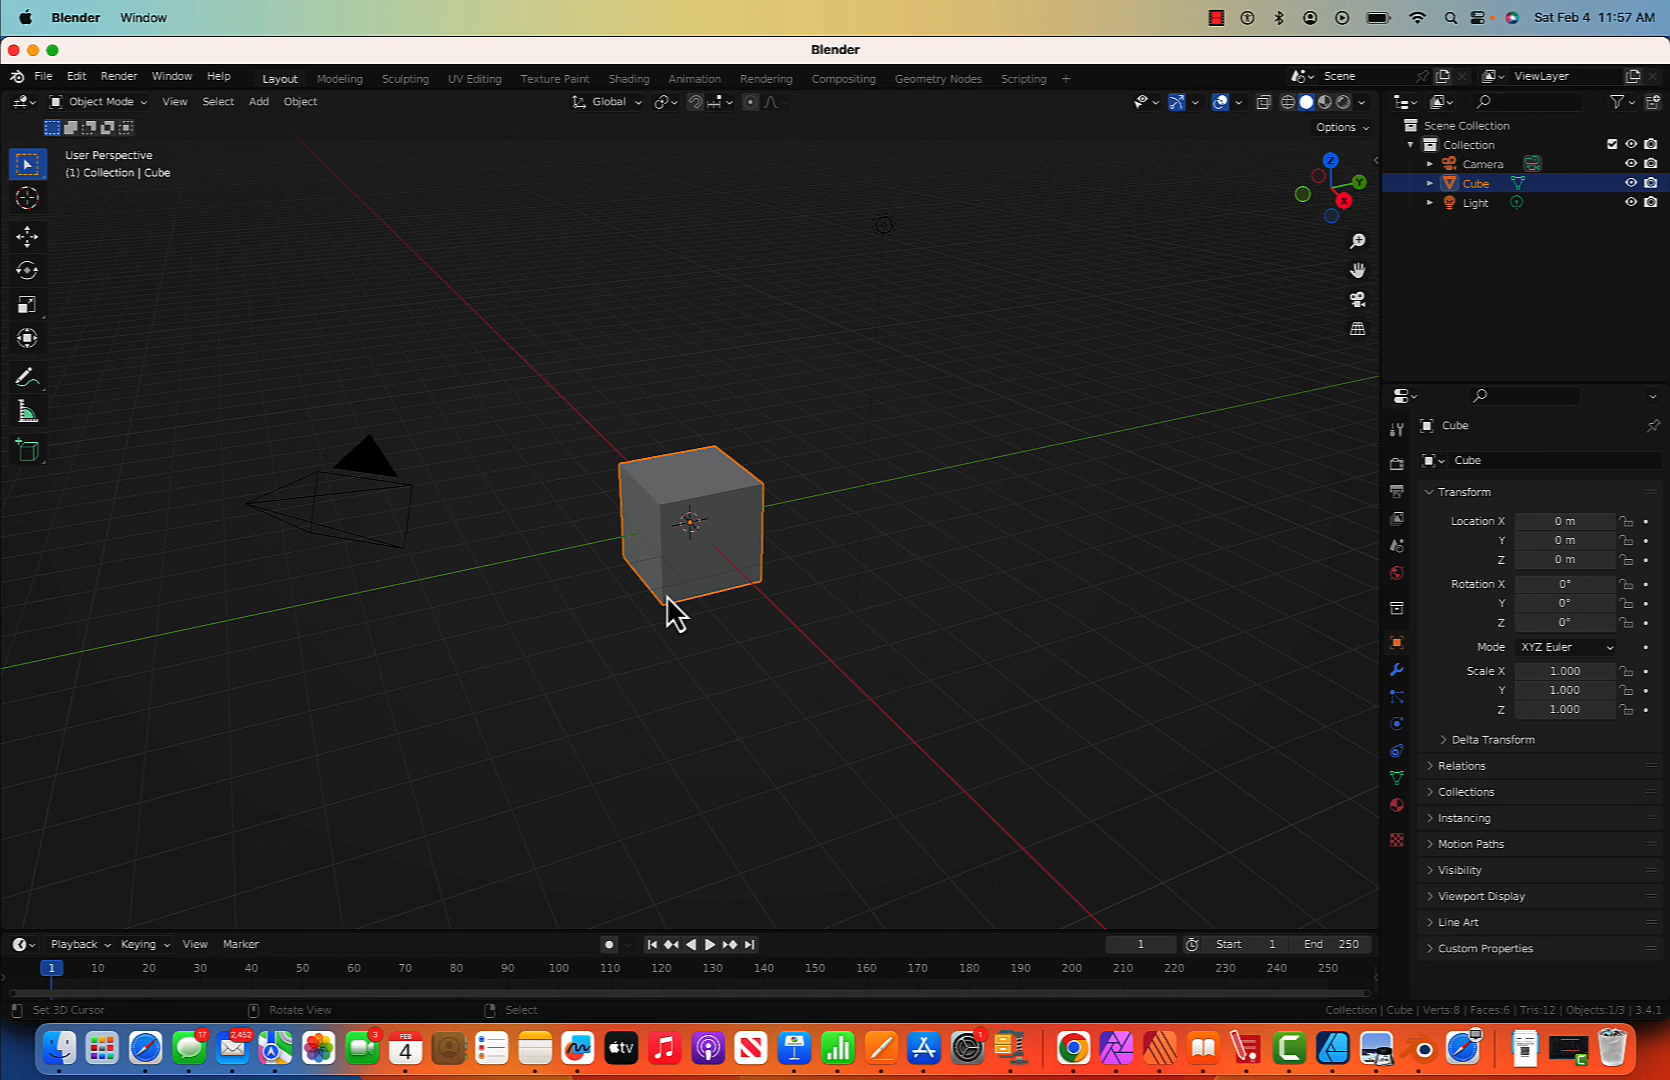 Blender Window Sat Feb 4 11:57 AM
Blender
File Edit Render Window Help Layout Modeling Sculpting UV Editing Texture Paint Shading Animation Rendering Compositing Geometry Nodes Scripting + Scene ViewLayer
Object Mode View Select Add Object Global
Options
User Perspective
(1) Collection | Cube
Z
Y
X
Scene Collection
Collection
Camera
Cube
Light
Cube
Cube
Transform
Location X 0 m
Y 0 m
Z 0 m
Rotation X 0°
Y 0°
Z 0°
Mode XYZ Euler
Scale X 1.000
Y 1.000
Z 1.000
Delta Transform
Relations
Collections
Instancing
Motion Paths
Visibility
Viewport Display
Line Art
Custom Properties
Playback Keying View Marker 1 Start 1 End 250
1 10 20 30 40 50 60 70 80 90 100 110 120 130 140 150 160 170 180 190 200 210 220 230 240 250
Set 3D Cursor Rotate View Select Collection | Cube | Verts:8 | Faces:6 | Tris:12 | Objects:1/3 | 3.4.1
17 2,452 3 FEB 4 tv 1